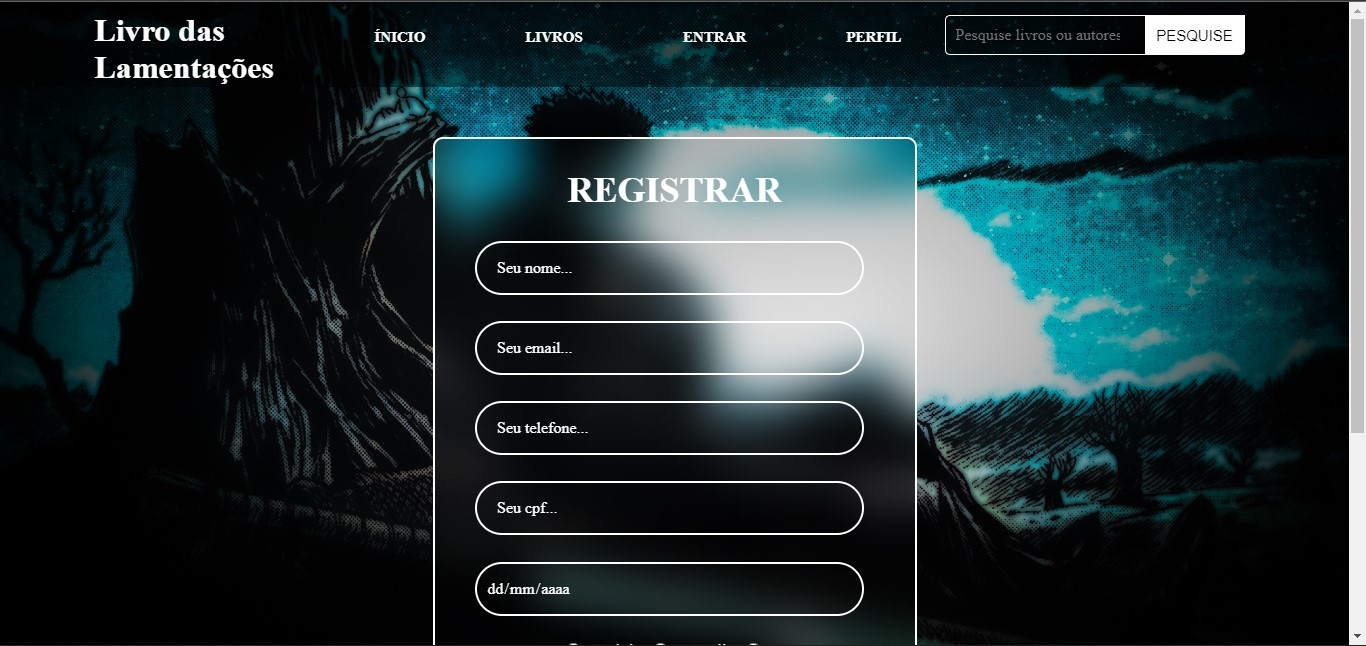 Livro das
Lamentações
ÍNICIO
LIVROS
ENTRAR
PERFIL
Pesquise livros ou autores
PESQUISE
REGISTRAR
Seu nome...
Seu email...
Seu telefone...
Seu cpf...
dd/mm/aaaa